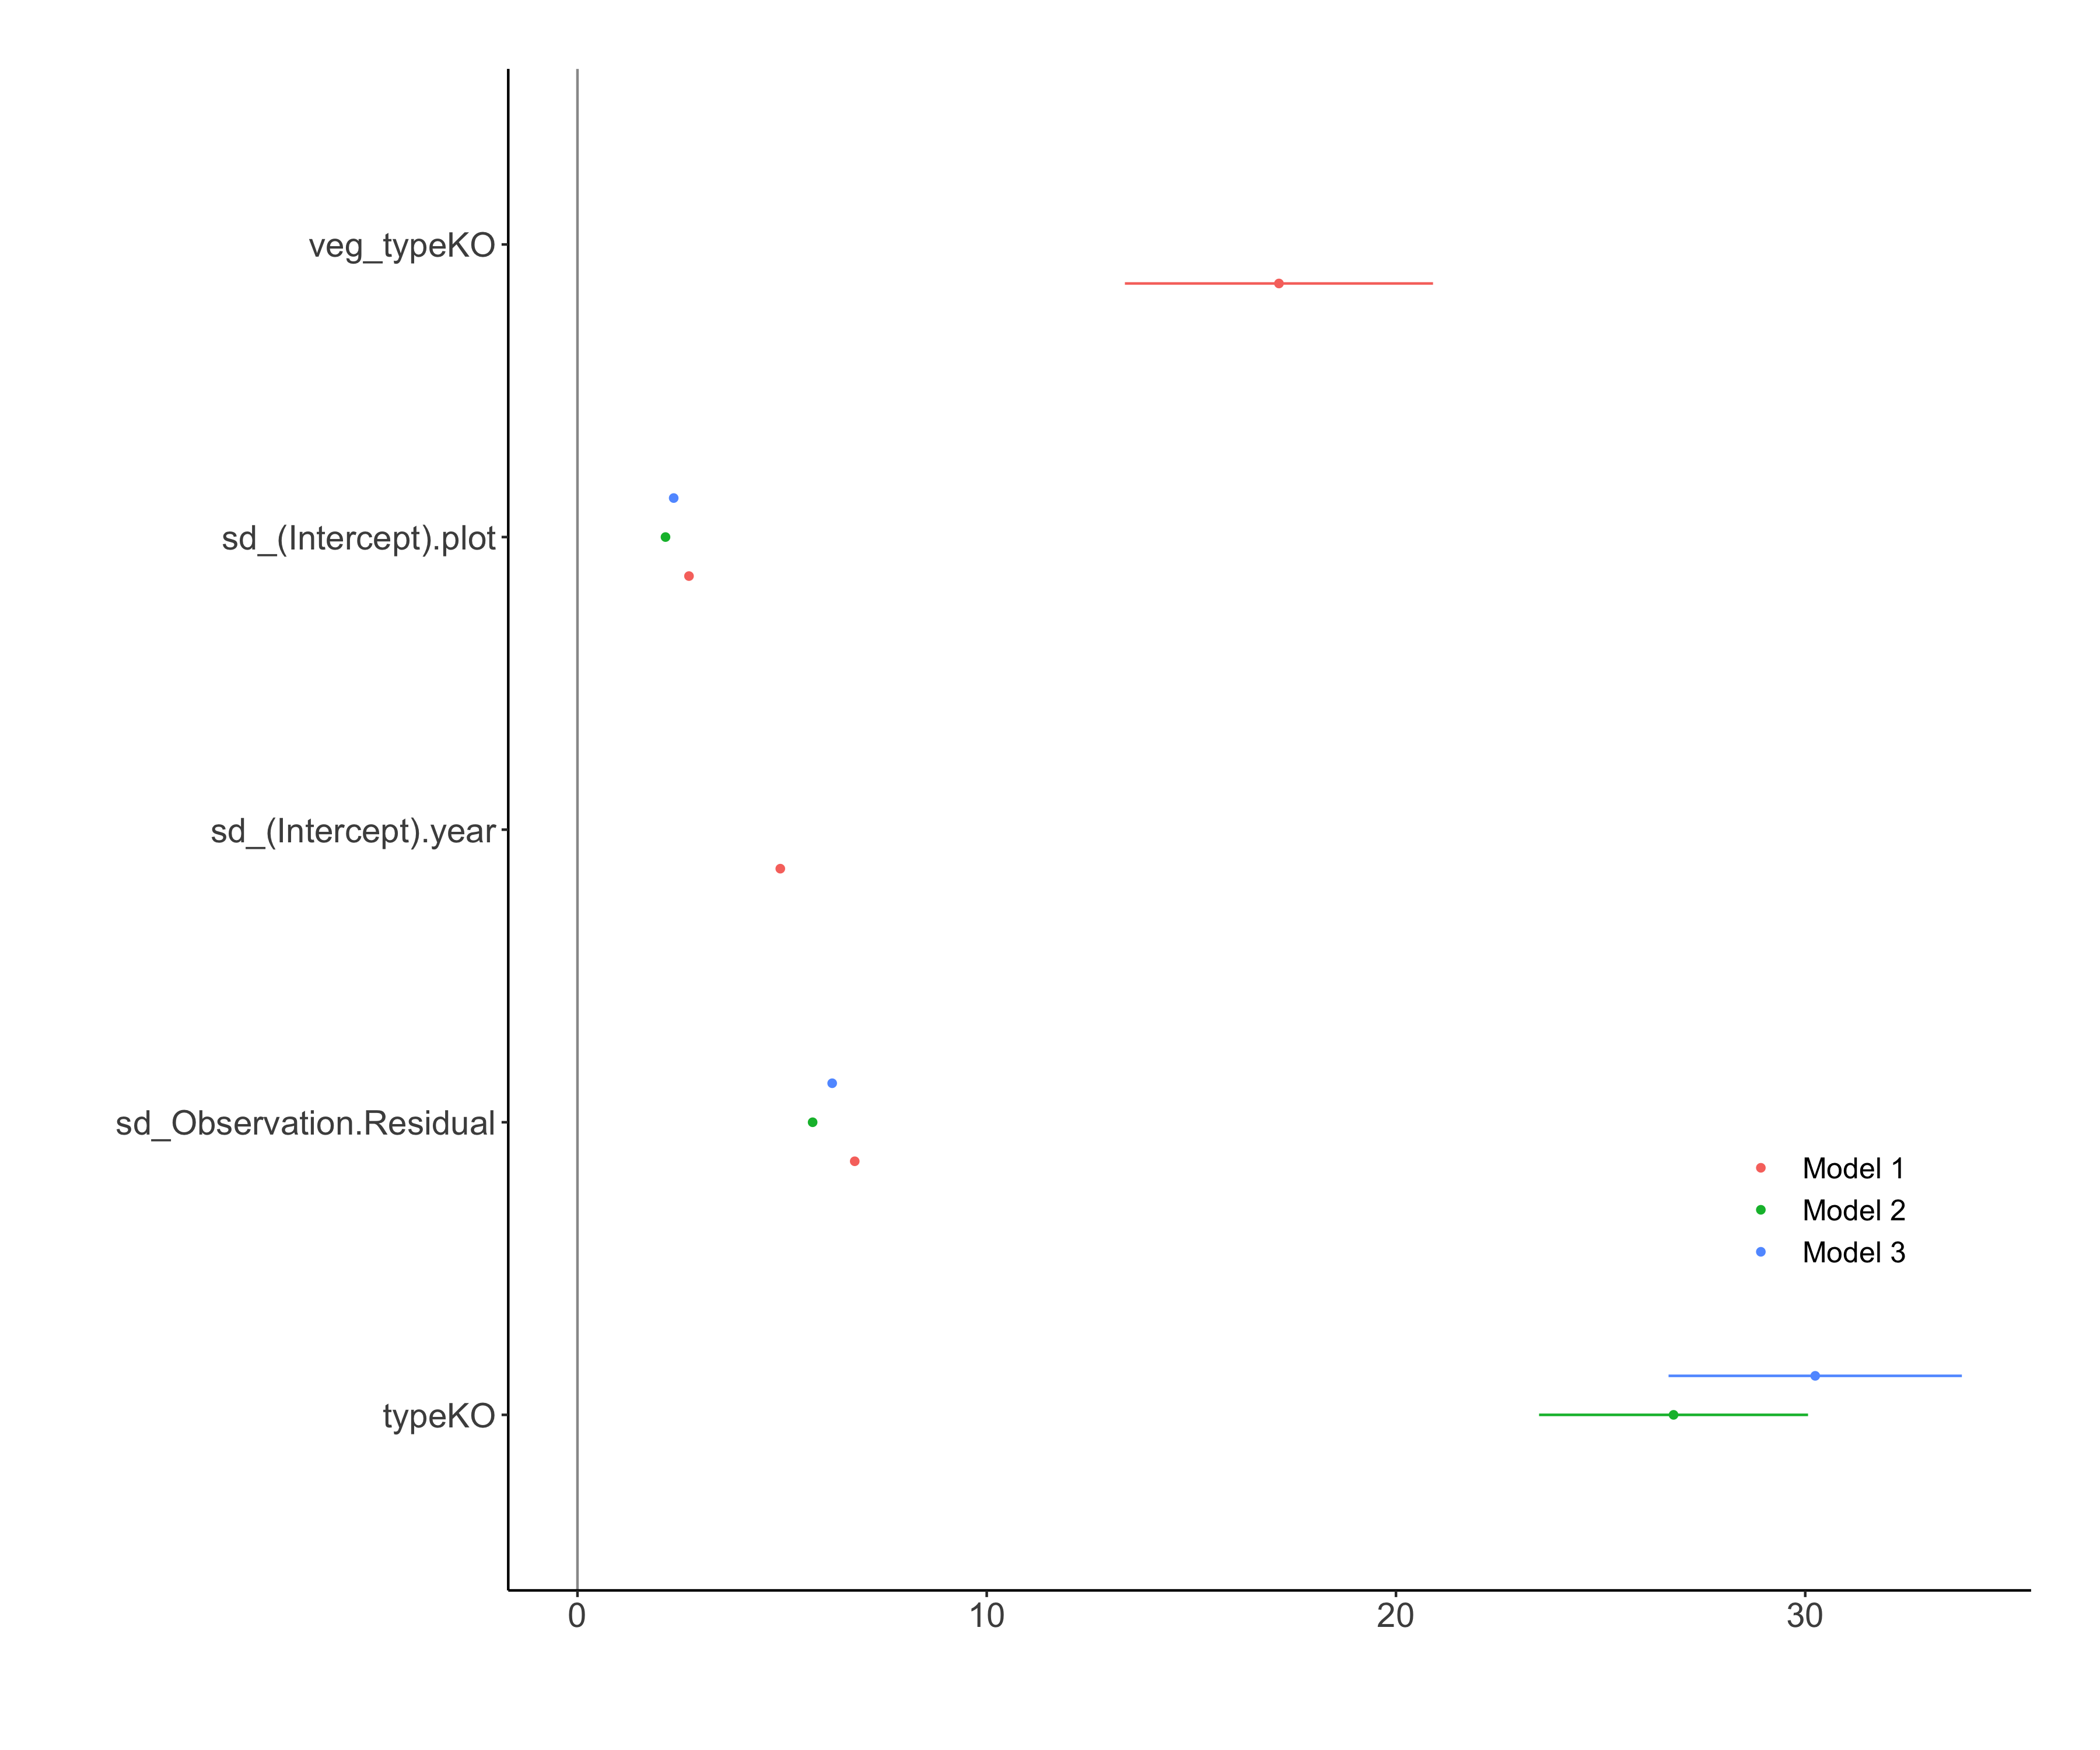 veg_typeKO
sd_(Intercept).plot
sd_(Intercept).year
sd_Observation.Residual
Model 1
Model 2
Model 3
typeKO
0 10 20 30